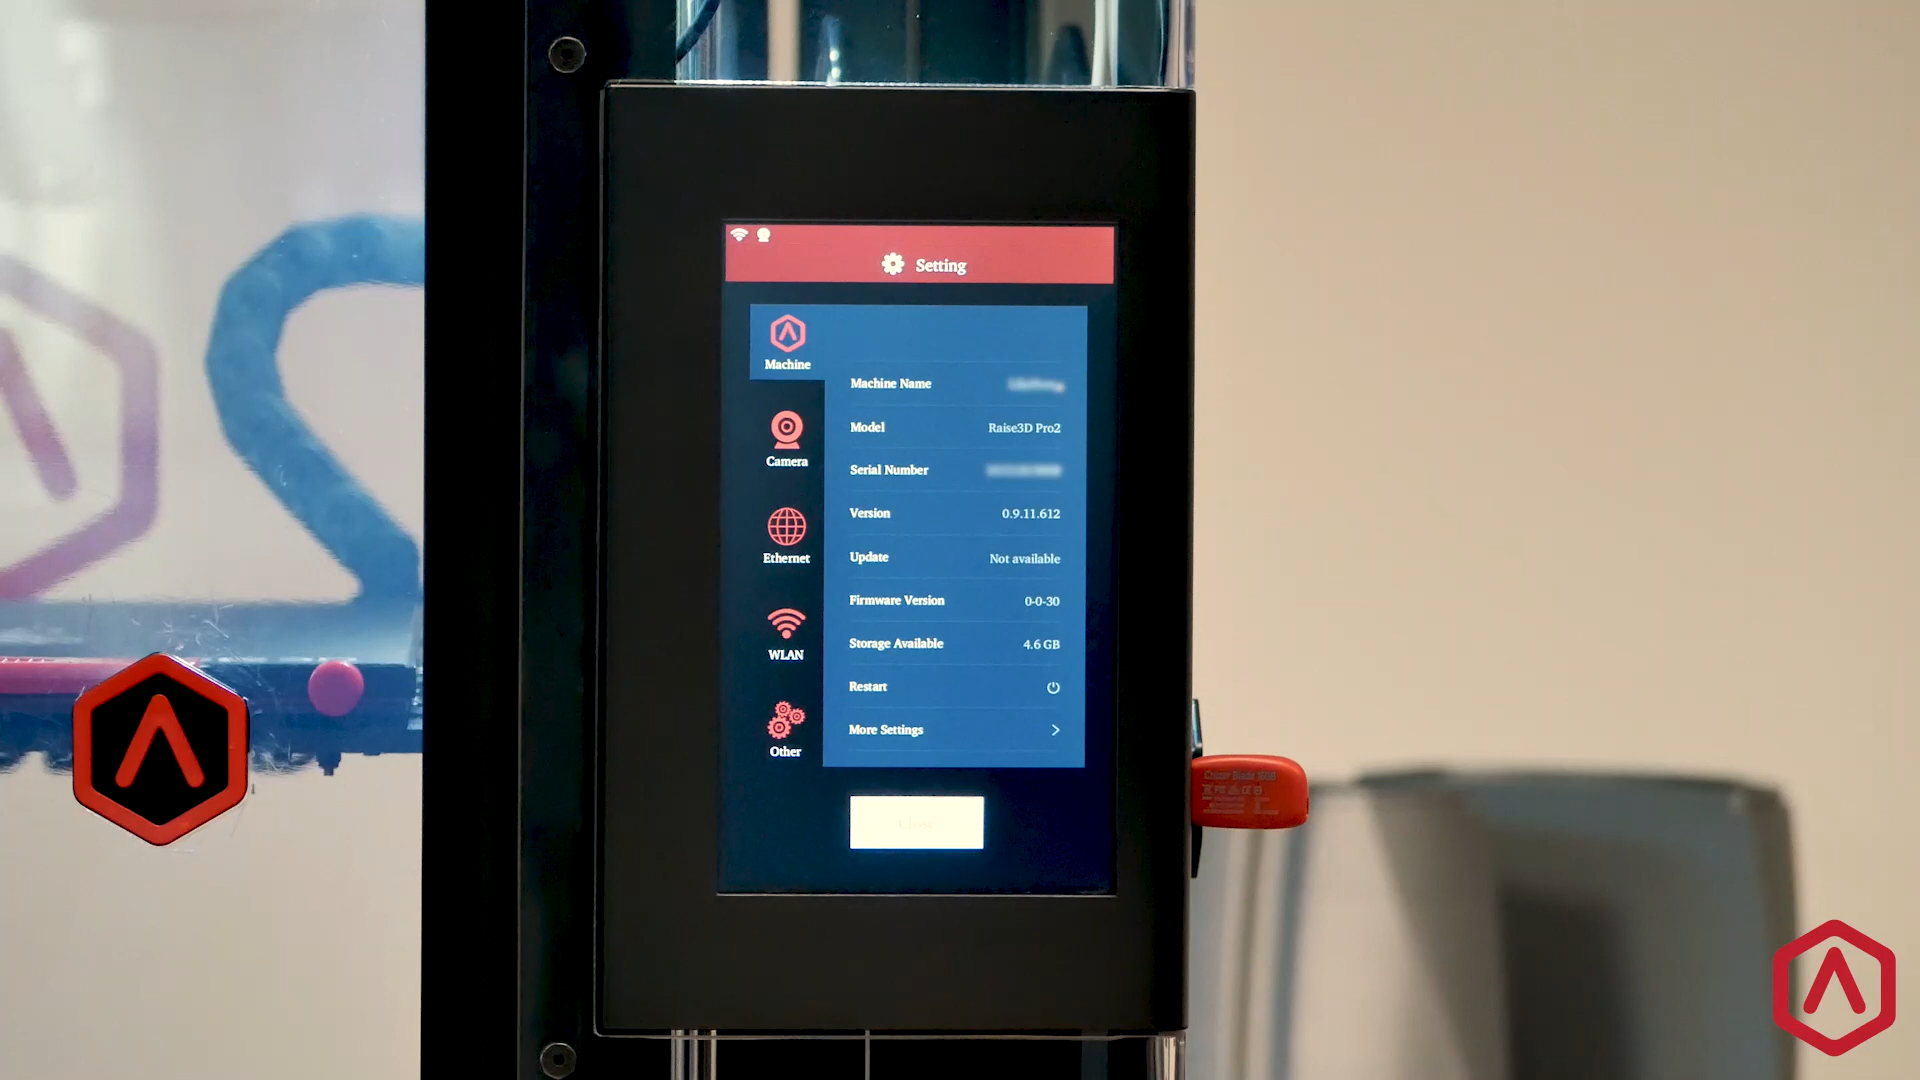 Setting
Machine
Machine Name
Model Raise3D Pro2
Camera
Serial Number
Version 0.9.11.612
Ethernet
Update Not available
Firmware Version 0-0-30
WLAN
Storage Available 4.6 GB
Restart
Other
More Settings